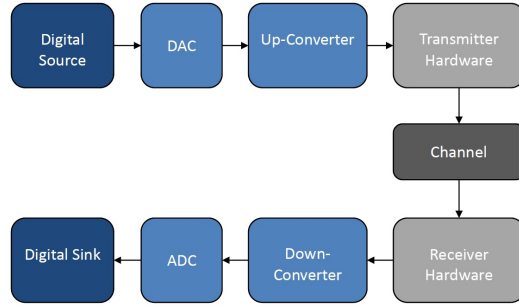 Digital
Source
DAC
Up-Converter
Transmitter
Hardware
Channel
Digital Sink
ADC
Down-
Converter
Receiver
Hardware